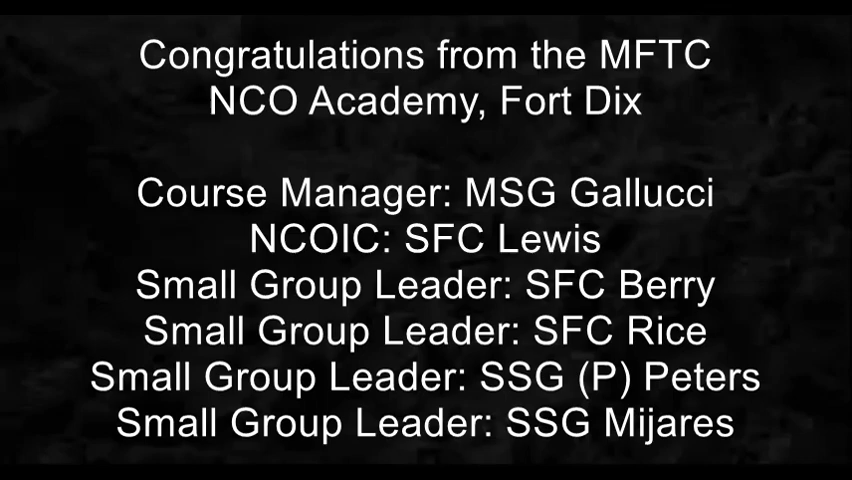 Congratulations from the MFTC
NCO Academy, Fort Dix
Course Manager: MSG Gallucci
NCOIC: SFC Lewis
Small Group Leader: SFC Berry
Small Group Leader: SFC Rice
Small Group Leader: SSG (P) Peters
Small Group Leader: SSG Mijares